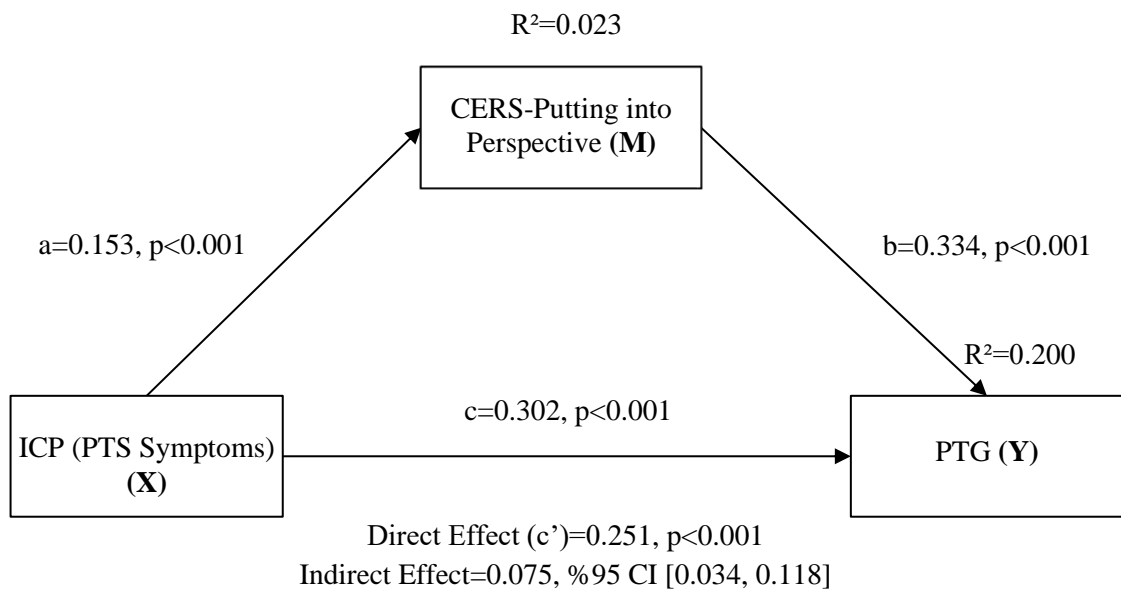 R²=0.023
CERS-Putting into
Perspective (M)
a=0.153, p<0.001
b=0.334, p<0.001
R²=0.200
c=0.302, p<0.001
ICP (PTS Symptoms)
(X)
PTG (Y)
Direct Effect (c’)=0.251, p<0.001
Indirect Effect=0.075, %95 CI [0.034, 0.118]